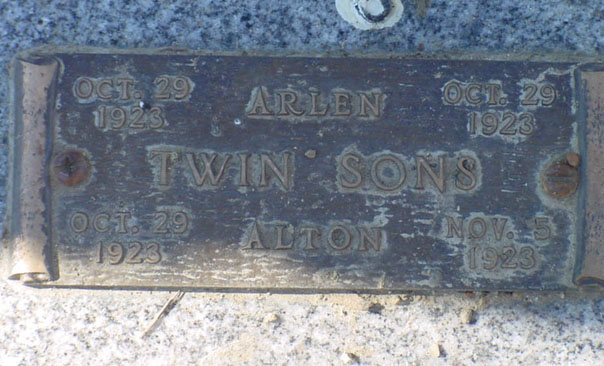 OCT. 29 ARLEN OCT. 29
1923 1923
TWIN SONS
OCT. 29 ALTON NOV. 5
1923 1923